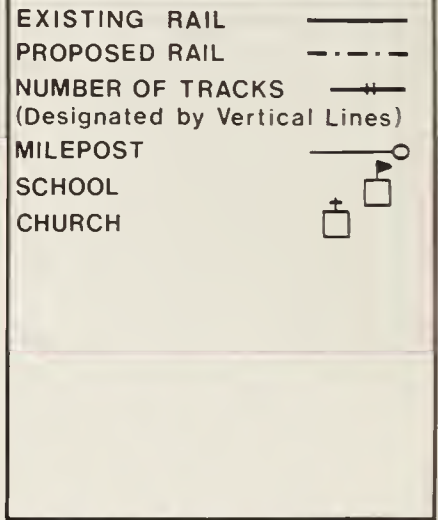 EXISTING RAIL
PROPOSED RAIL
NUMBER OF TRACKS
(Designated by Vertical Lines)
MILEPOST
SCHOOL
CHURCH